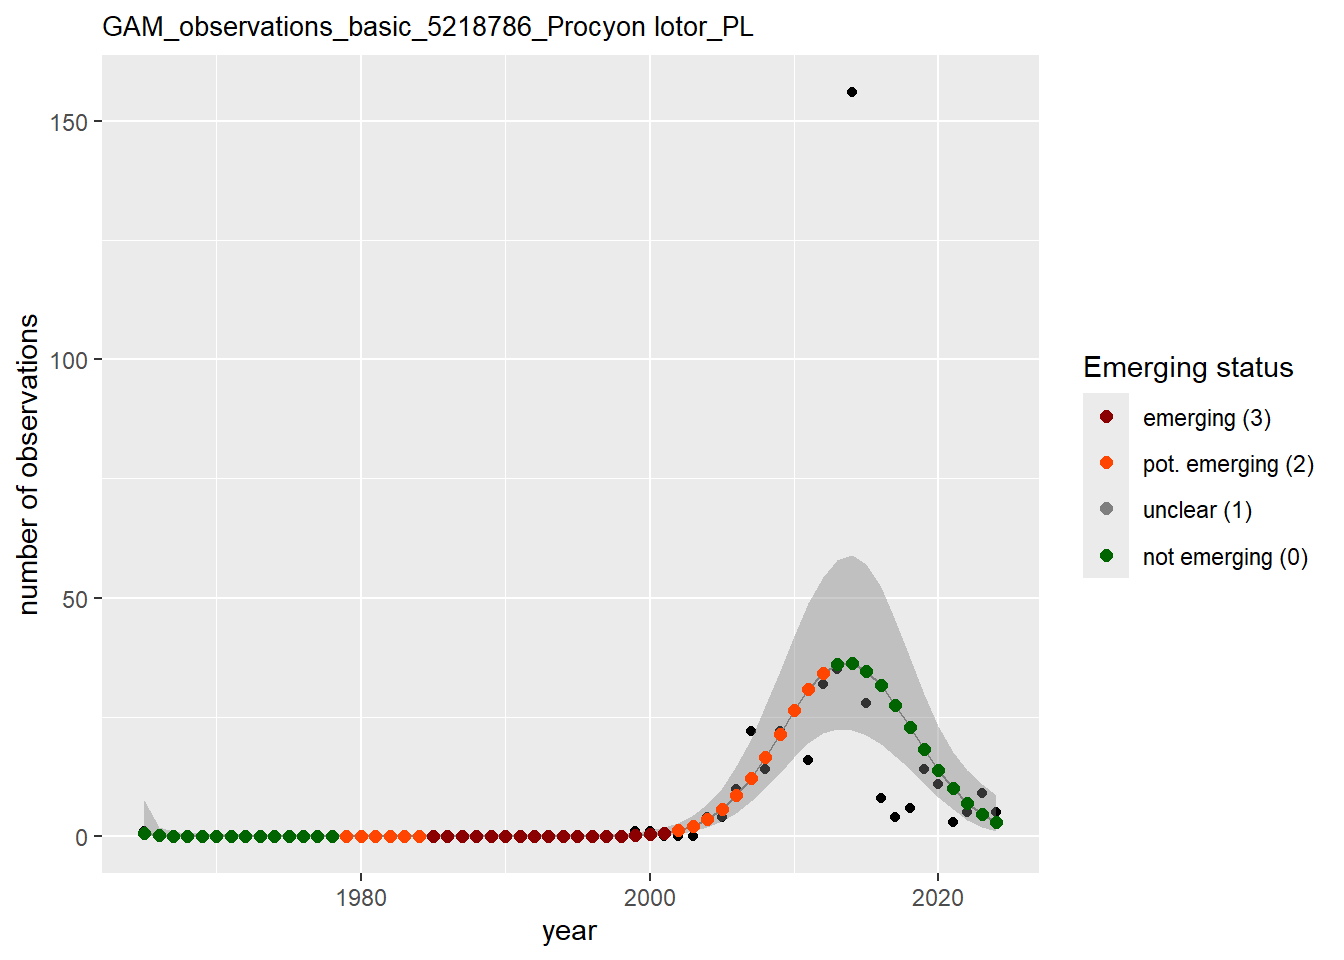 GAM_observations_basic_5218786_Procyon lotor_PL
150
100
50
0
number of observations
1980
2000
2020
year
Emerging status
emerging (3)
pot. emerging (2)
unclear (1)
not emerging (0)